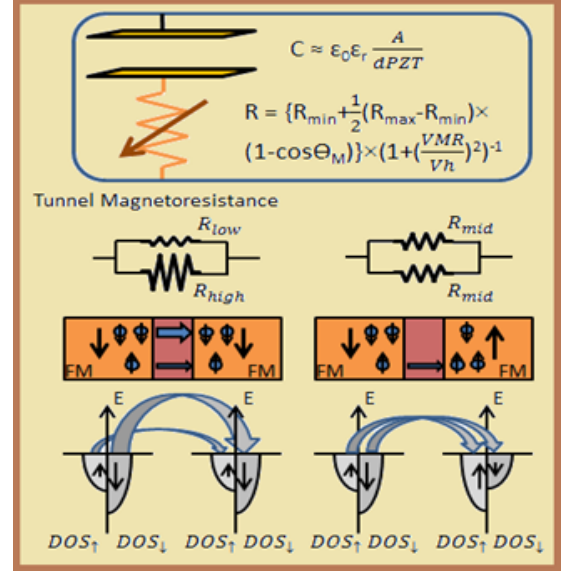 C ≈ ε₀εᵣ A/dPZT
R = {Rmin+½(Rmax-Rmin)×
(1-cosΘM)}×(1+(VMR/Vh)²)⁻¹
Tunnel Magnetoresistance
Rlow Rmid
Rhigh Rmid
FM FM FM FM
E E E E
DOS↑ DOS↓ DOS↑ DOS↓ DOS↑ DOS↓ DOS↑ DOS↓